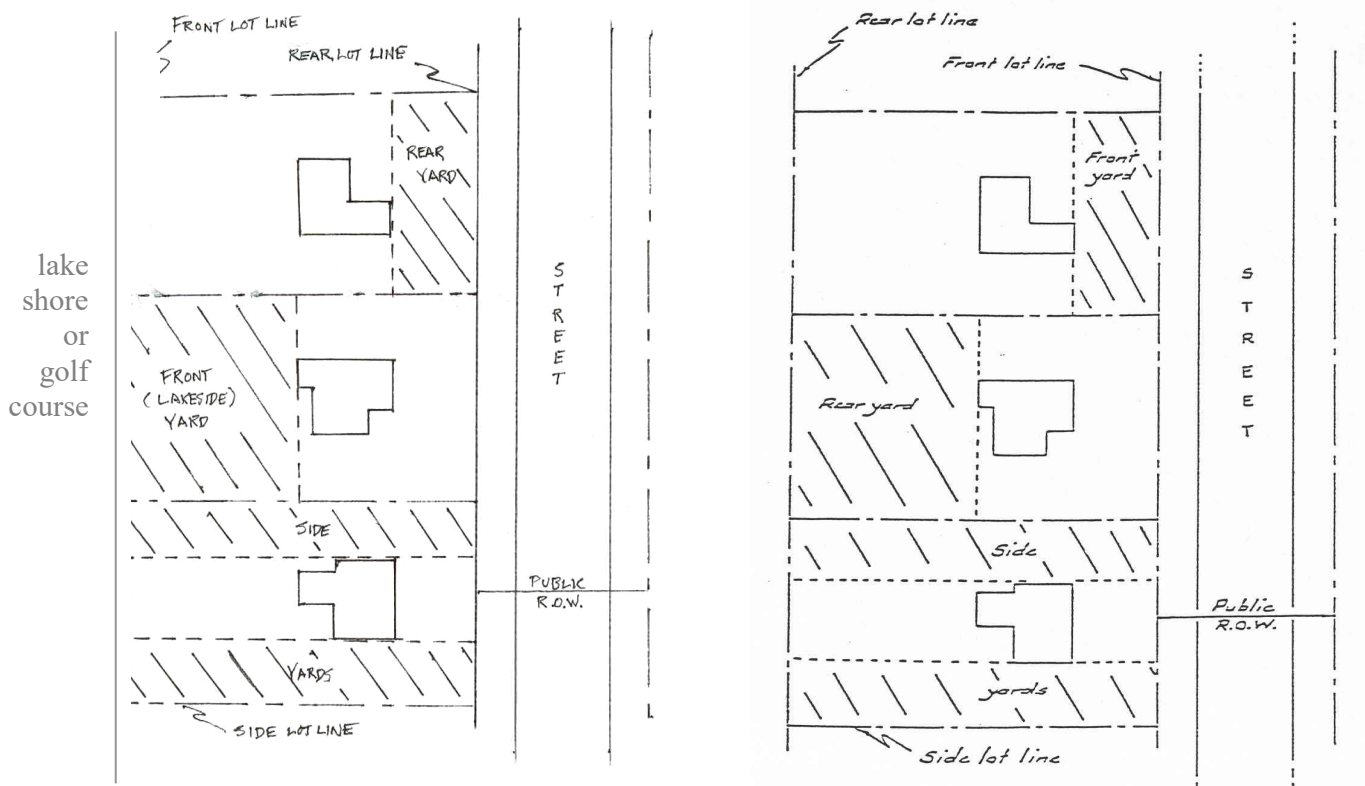 FRONT LOT LINE
REAR LOT LINE
REAR
YARD
lake
shore
or
golf
course
STREET
FRONT
(LAKESIDE)
YARD
SIDE
PUBLIC
R.O.W.
YARDS
SIDE LOT LINE
Rear lot line
Front lot line
Front
yard
STREET
Rear yard
Side
Public
R.O.W.
yards
Side lot line